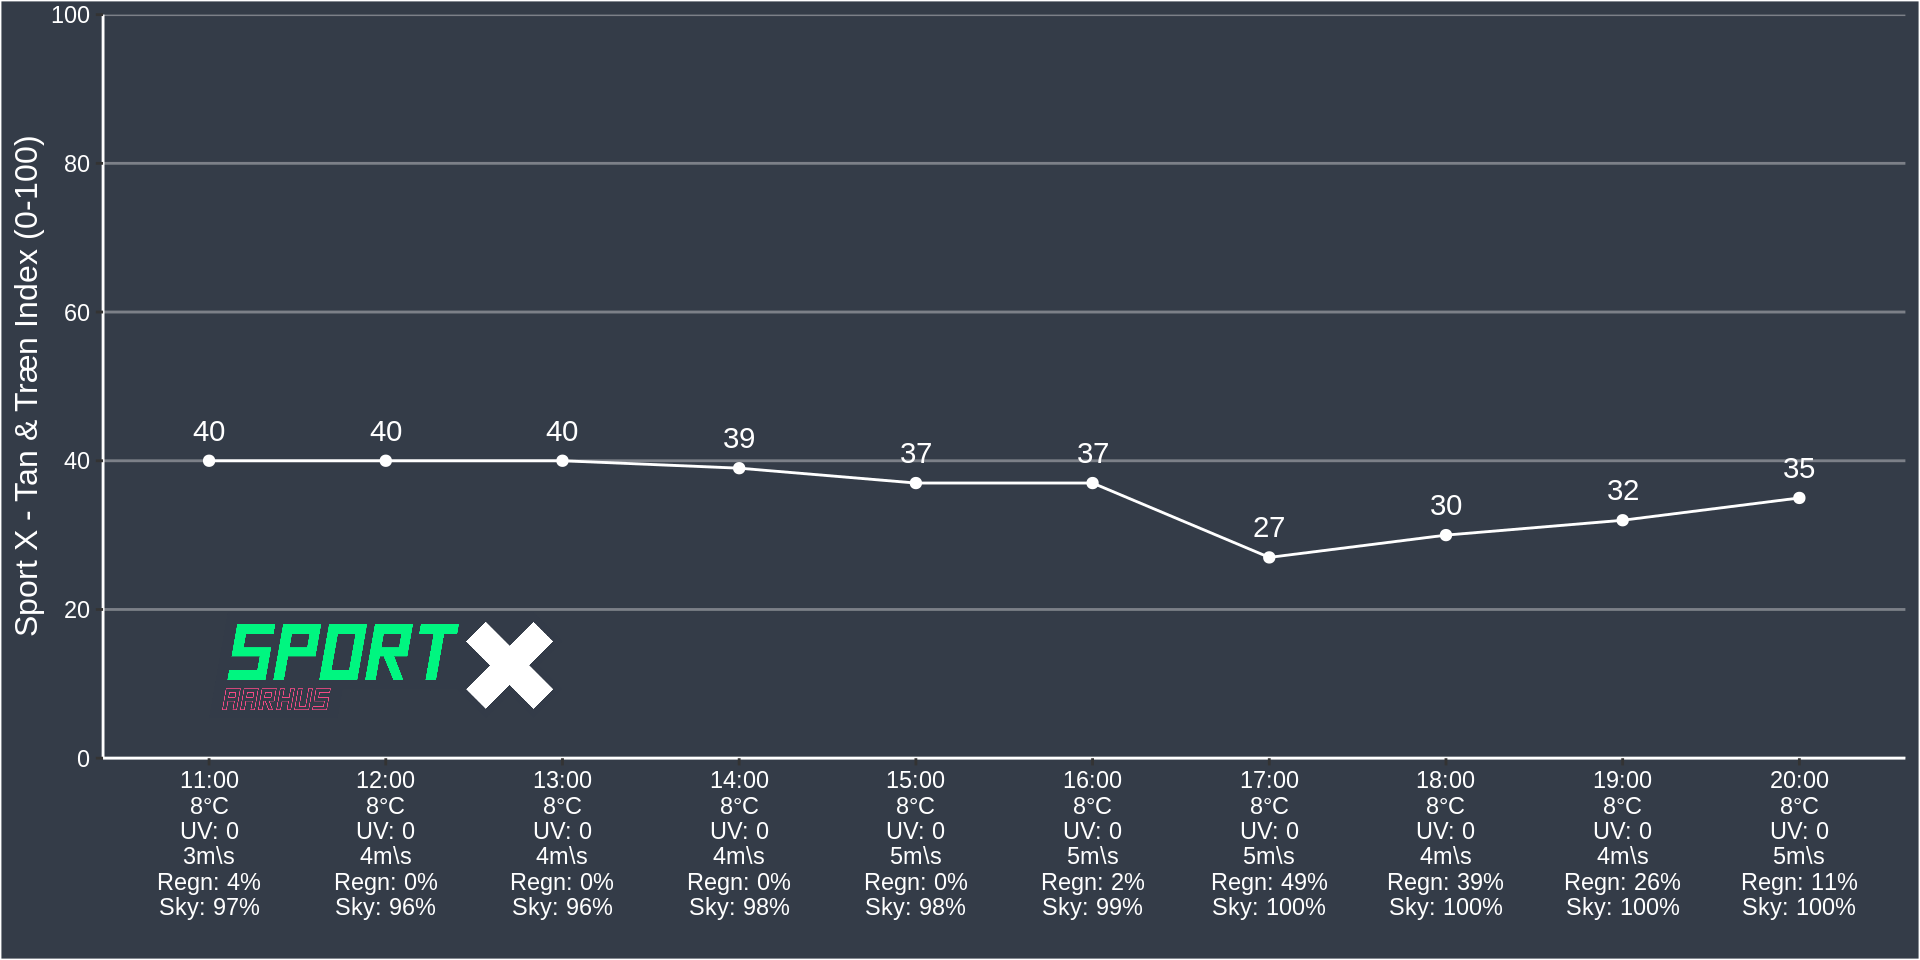 Sport X - Tan & Træn Index (0-100)
100
80
60
40
20
0
40
40
40
39
37
37
27
30
32
35
SPORT X
AARHUS
11:00 12:00 13:00 14:00 15:00 16:00 17:00 18:00 19:00 20:00
8°C 8°C 8°C 8°C 8°C 8°C 8°C 8°C 8°C 8°C
UV: 0 UV: 0 UV: 0 UV: 0 UV: 0 UV: 0 UV: 0 UV: 0 UV: 0 UV: 0
3m\s 4m\s 4m\s 4m\s 5m\s 5m\s 5m\s 4m\s 4m\s 5m\s
Regn: 4% Regn: 0% Regn: 0% Regn: 0% Regn: 0% Regn: 2% Regn: 49% Regn: 39% Regn: 26% Regn: 11%
Sky: 97% Sky: 96% Sky: 96% Sky: 98% Sky: 98% Sky: 99% Sky: 100% Sky: 100% Sky: 100% Sky: 100%